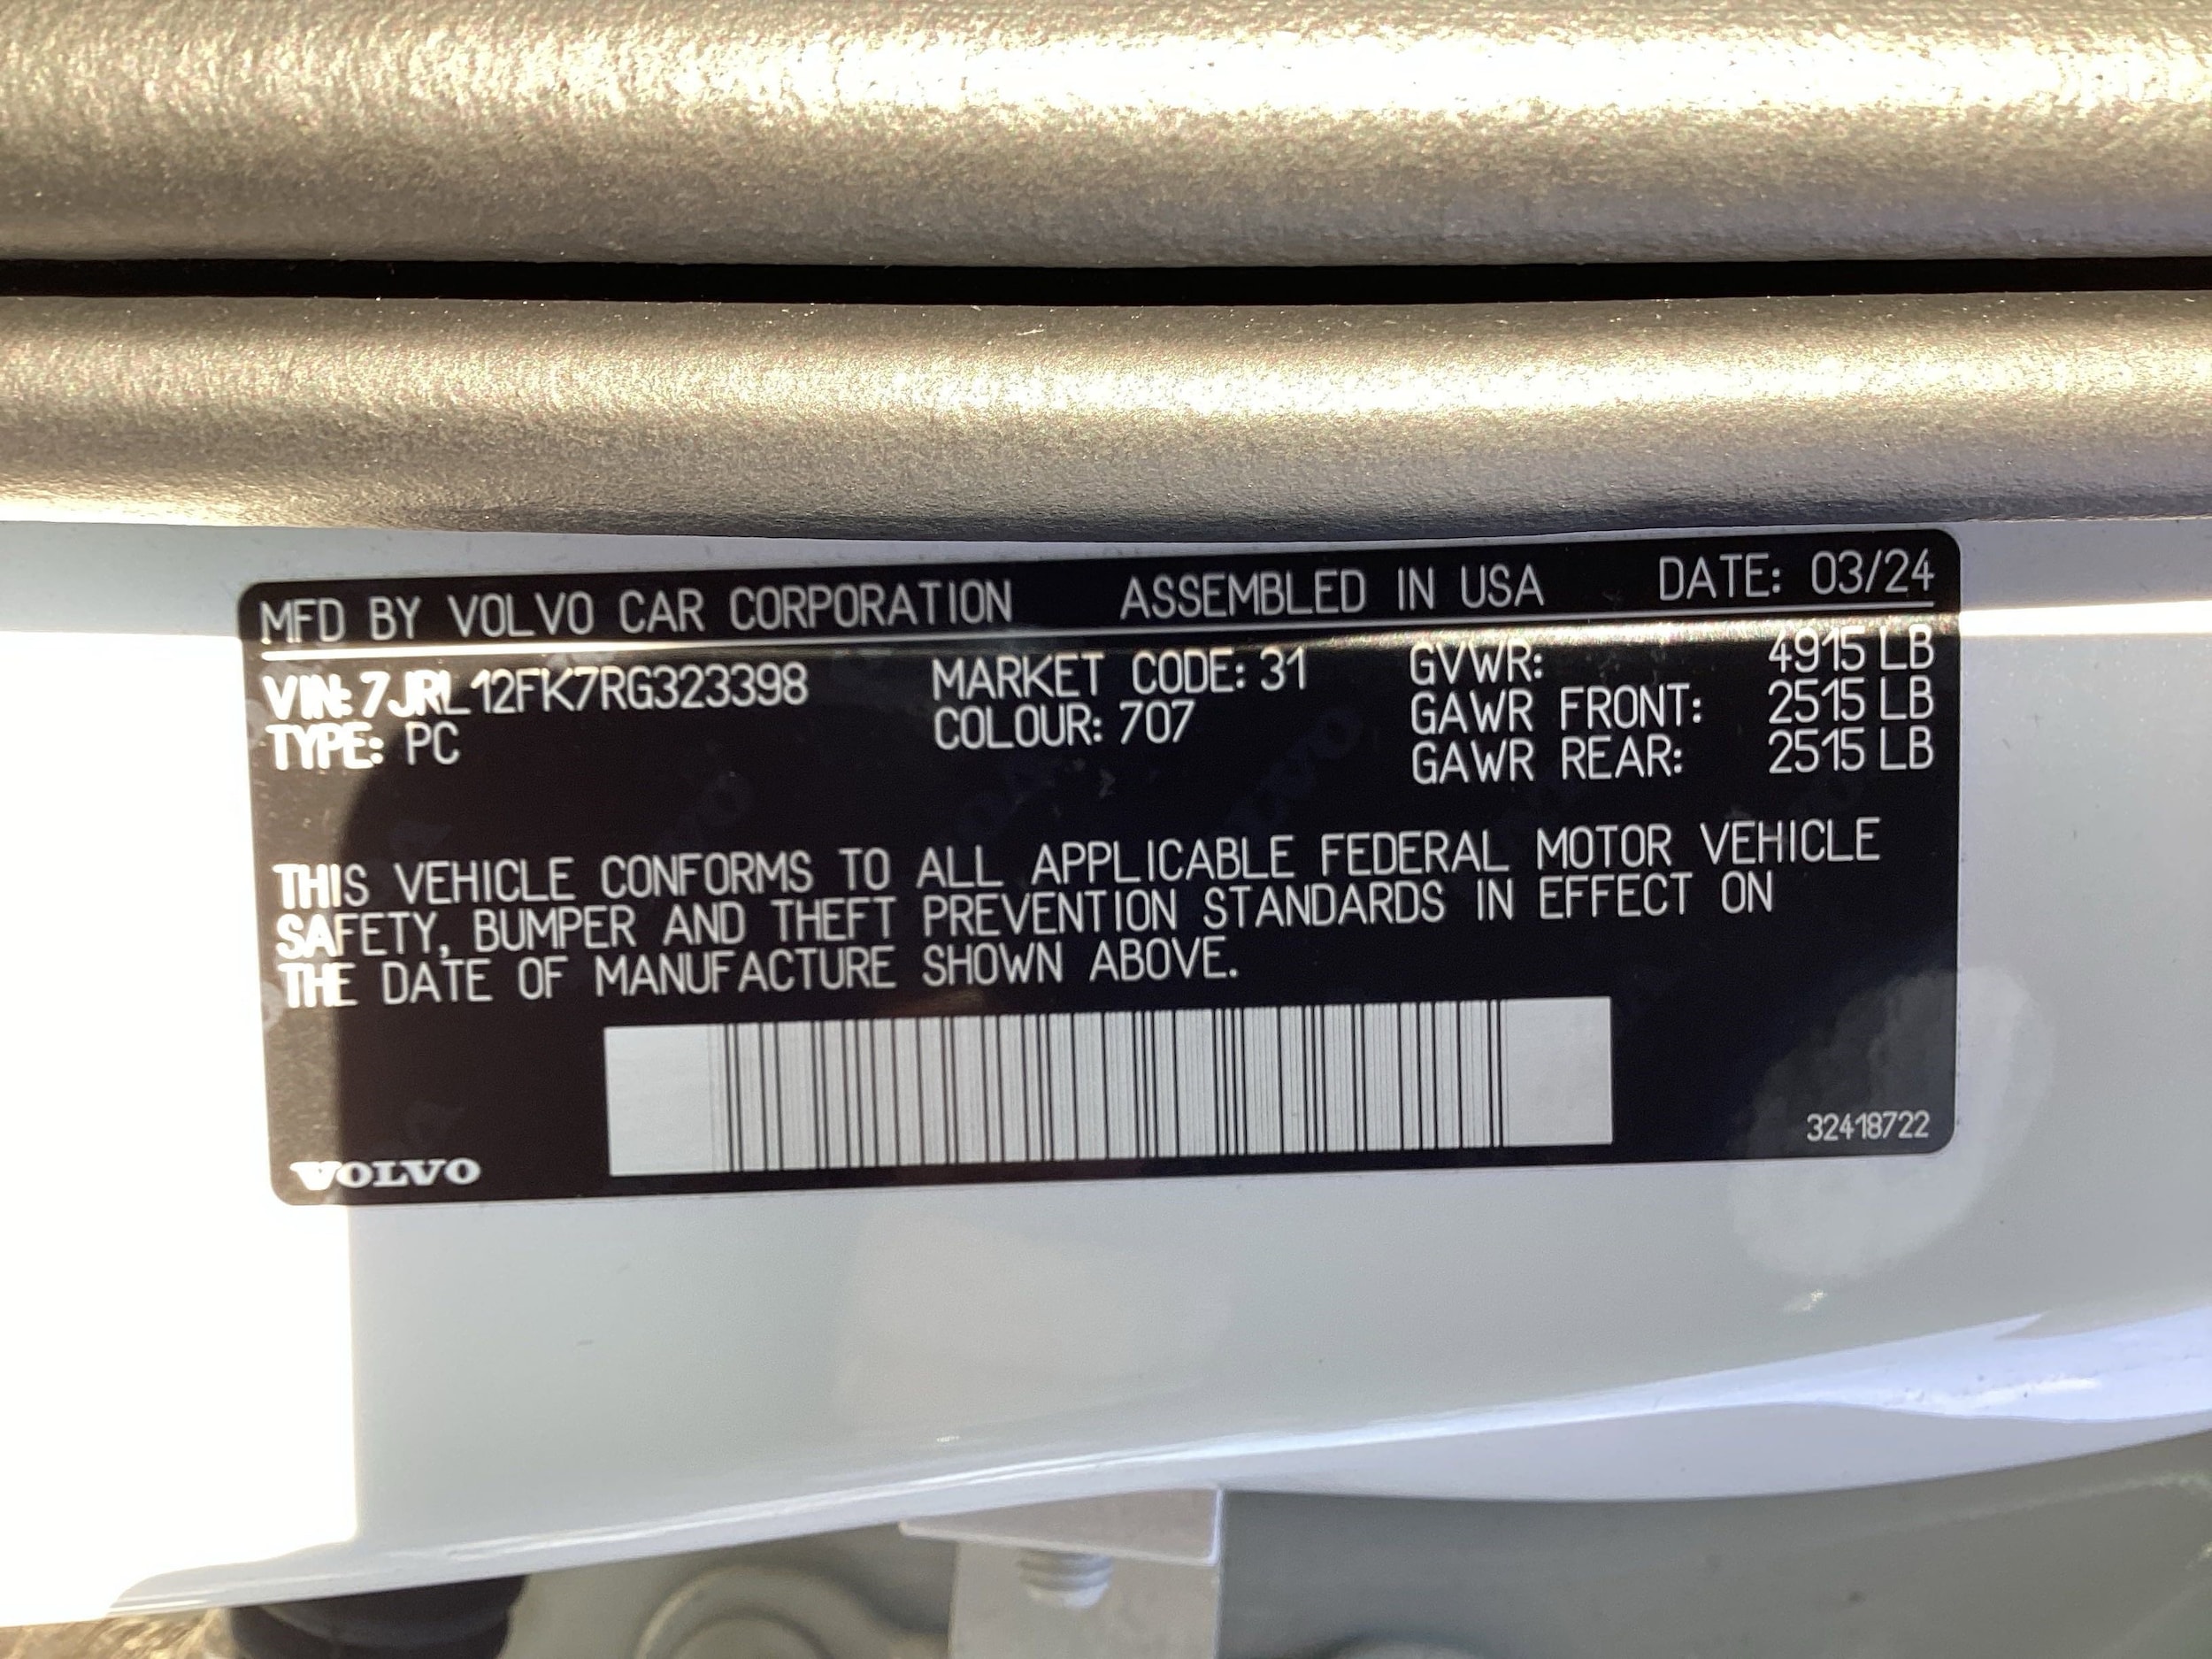 MFD BY VOLVO CAR CORPORATION ASSEMBLED IN USA DATE: 03/24
VIN: 7JRL12FK7RG323398 MARKET CODE: 31 GVWR: 4915 LB
TYPE: PC COLOUR: 707 GAWR FRONT: 2515 LB
GAWR REAR: 2515 LB
THIS VEHICLE CONFORMS TO ALL APPLICABLE FEDERAL MOTOR VEHICLE
SAFETY, BUMPER AND THEFT PREVENTION STANDARDS IN EFFECT ON
THE DATE OF MANUFACTURE SHOWN ABOVE.
32418722
VOLVO